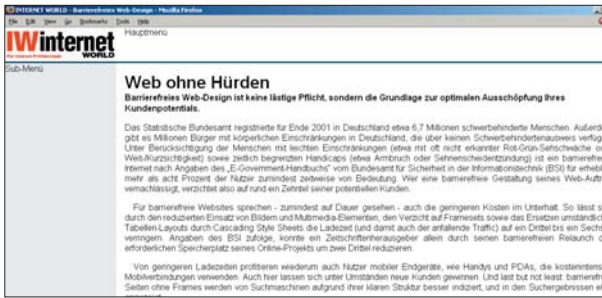 INTERNET WORLD - Barrierefreies Web-Design - Mozilla Firefox
File Edit View Go Bookmarks Tools Help
IW internet
For Internet Professionals WORLD
Hauptmenü
Sub-Menü
Web ohne Hürden
Barrierefreies Web-Design ist keine lästige Pflicht, sondern die Grundlage zur optimalen Ausschöpfung Ihres
Kundenpotentials.
Das Statistische Bundesamt registrierte für Ende 2001 in Deutschland etwa 6,7 Millionen schwerbehinderte Menschen. Außerd
gibt es Millionen Bürger mit körperlichen Einschränkungen in Deutschland, die über keinen Schwerbehindertenausweis verfüg
Unter Berücksichtigung der Menschen mit leichten Einschränkungen (etwa mit oft nicht erkannter Rot-Grün-Sehschwäche o
Weit-/Kurzsichtigkeit) sowie zeitlich begrenzten Handicaps (etwa Armbruch oder Sehnenscheidentzündung) ist ein barrierefre
Internet nach Angaben des „E-Government-Handbuchs" vom Bundesamt für Sicherheit in der Informationstechnik (BSI) für erhebli
mehr als acht Prozent der Nutzer zumindest zeitweise von Bedeutung. Wer eine barrierefreie Gestaltung seines Web-Auftr
vernachlässigt, verzichtet also auf rund ein Zehntel seiner potentiellen Kunden.
Für barrierefreie Websites sprechen - zumindest auf Dauer gesehen - auch die geringeren Kosten im Unterhalt. So lässt s
durch den reduzierten Einsatz von Bildern und Multimedia-Elementen, den Verzicht auf Framesets sowie das Ersetzen umständlich
Tabellen-Layouts durch Cascading Style Sheets die Ladezeit (und damit auch der anfallende Traffic) auf ein Drittel bis ein Sechs
verringern. Angaben des BSI zufolge, konnte ein Zeitschriftenherausgeber allein durch seinen barrierefreien Relaunch d
erforderlichen Speicherplatz seines Online-Projekts um zwei Drittel reduzieren.
Von geringeren Ladezeiten profitieren wiederum auch Nutzer mobiler Endgeräte, wie Handys und PDAs, die kostenintens
Mobilverbindungen verwenden. Auch hier lassen sich unter Umständen neue Kunden gewinnen. Und last but not least: barrierefr
Seiten ohne Frames werden von Suchmaschinen aufgrund ihrer klaren Struktur besser indiziert, und in den Suchergebnissen eh